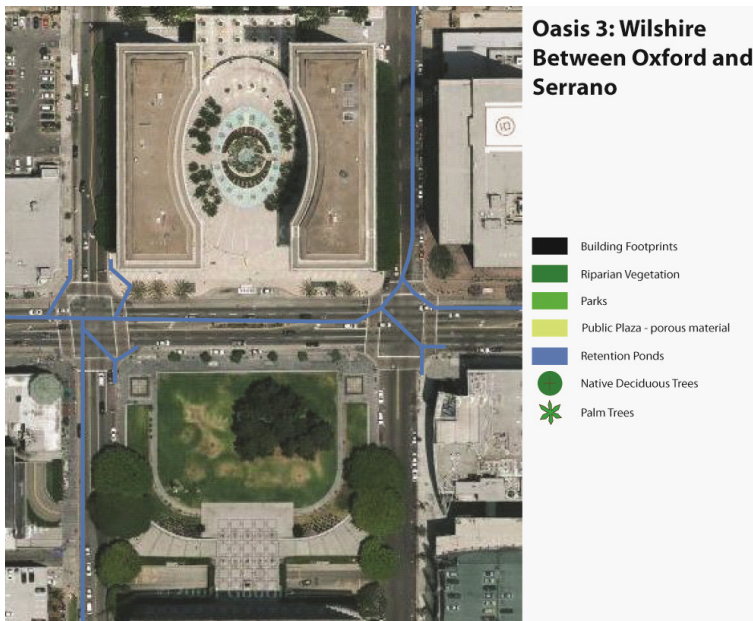 Oasis 3: Wilshire
Between Oxford and
Serrano
Building Footprints
Riparian Vegetation
Parks
Public Plaza - porous material
Retention Ponds
Native Deciduous Trees
Palm Trees